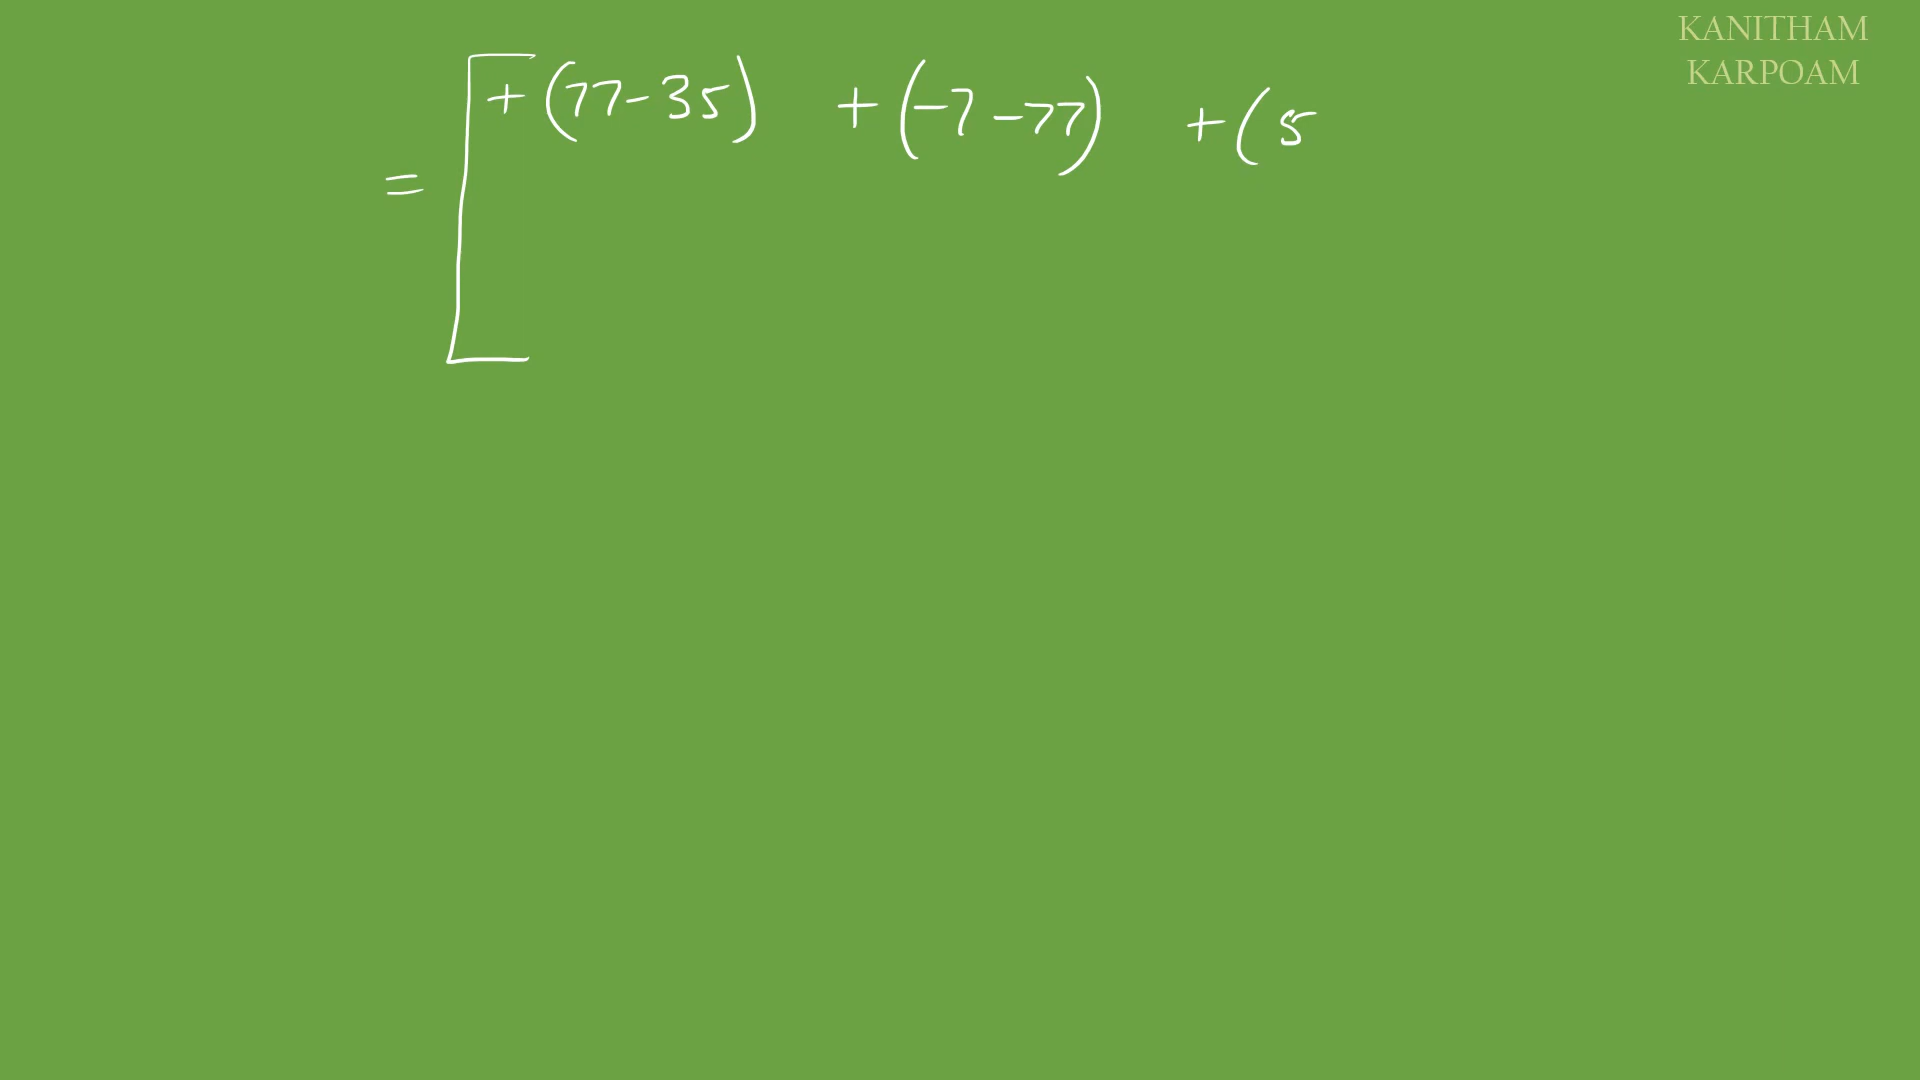 KANITHAM
KARPOAM
= [ +(77-35) +(-7-77) +(5